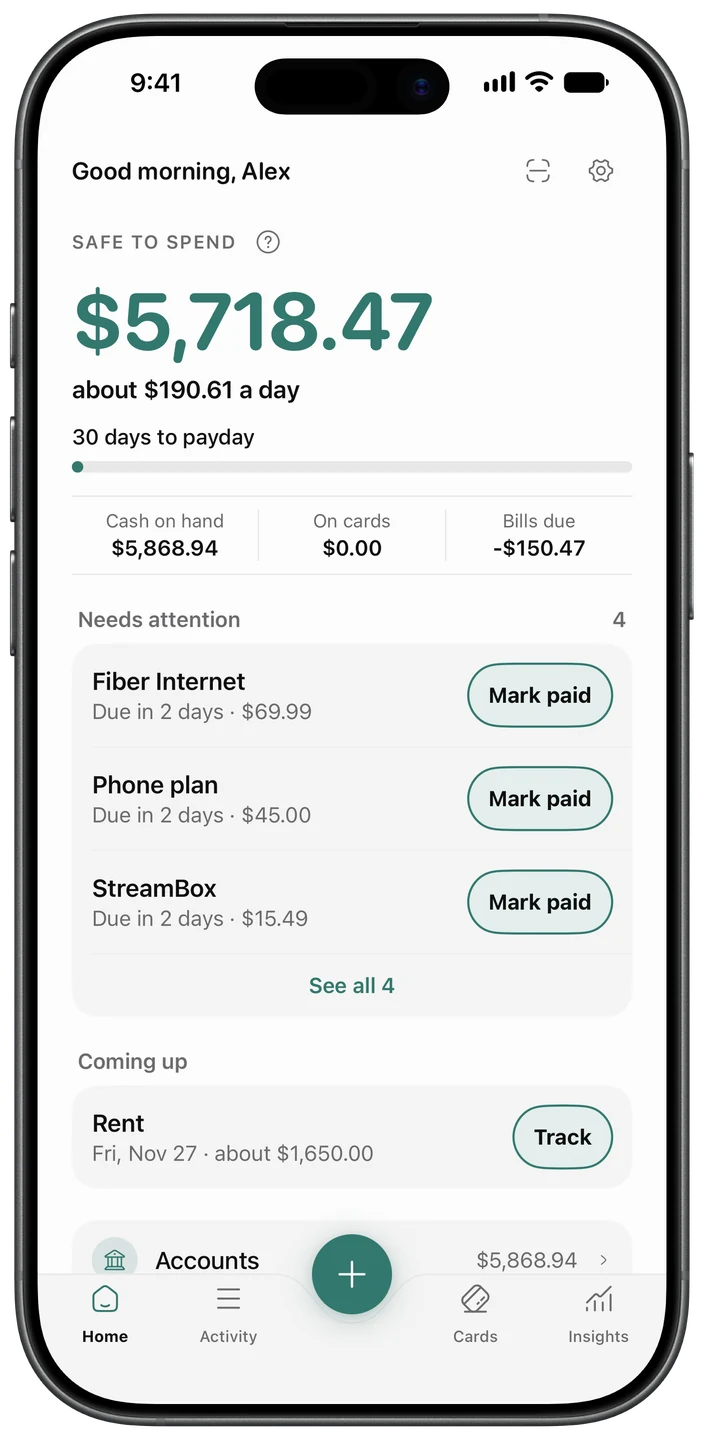 9:41
Good morning, Alex
SAFE TO SPEND ?
$5,718.47
about $190.61 a day
30 days to payday
Cash on hand On cards Bills due
$5,868.94 $0.00 -$150.47
Needs attention 4
Fiber Internet
Due in 2 days · $69.99
Mark paid
Phone plan
Due in 2 days · $45.00
Mark paid
StreamBox
Due in 2 days · $15.49
Mark paid
See all 4
Coming up
Rent
Fri, Nov 27 · about $1,650.00
Track
Accounts $5,868.94
Home Activity Cards Insights